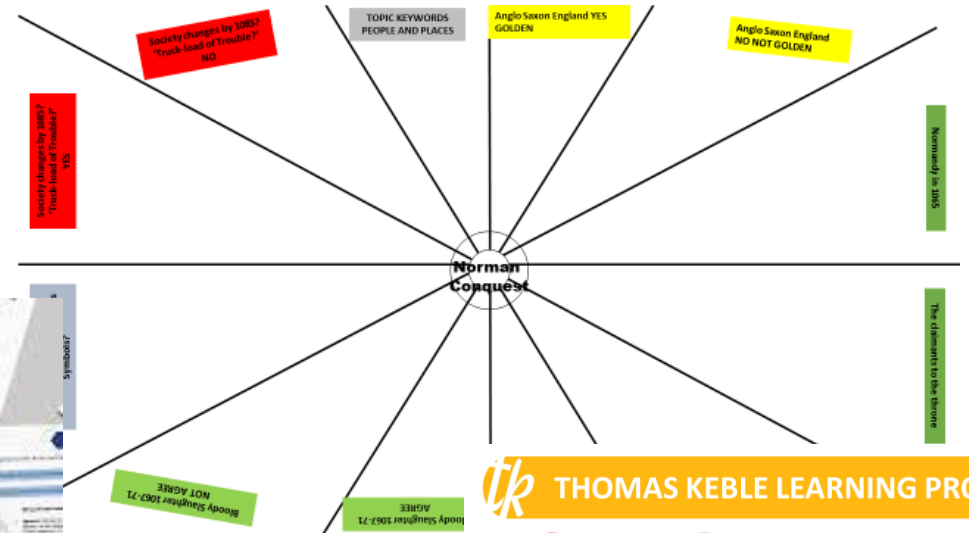 Society changes by 1085?
'Truck-load of Trouble?'
NO
TOPIC KEYWORDS
PEOPLE AND PLACES
Anglo Saxon England YES
GOLDEN
Anglo Saxon England
NO NOT GOLDEN
Society changes by 1085?
'Truck-load of Trouble?'
YES
Normandy in 1065
Norman
Conquest
Symbols?
The claimants to the throne
Bloody Slaughter 1067-71
NOT AGREE
Bloody Slaughter 1067-71
AGREE
tk THOMAS KEBLE LEARNING PRO